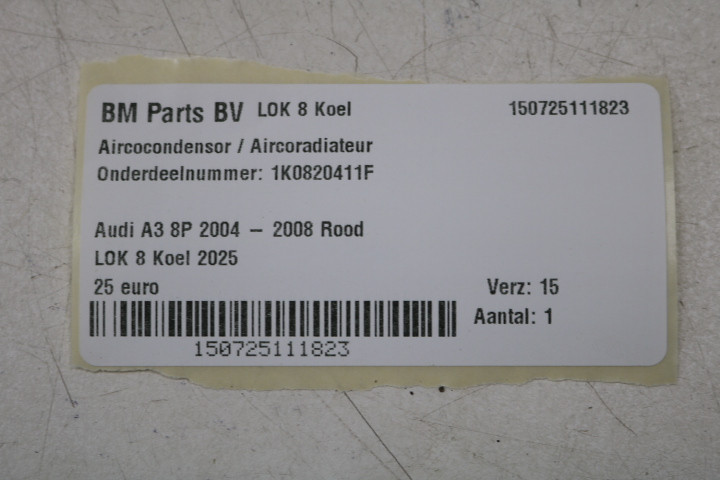 BM Parts BV LOK 8 Koel 150725111823
Aircocondensor / Aircoradiateur
Onderdeelnummer: 1K0820411F
Audi A3 8P 2004 – 2008 Rood
LOK 8 Koel 2025
25 euro Verz: 15
Aantal: 1
150725111823